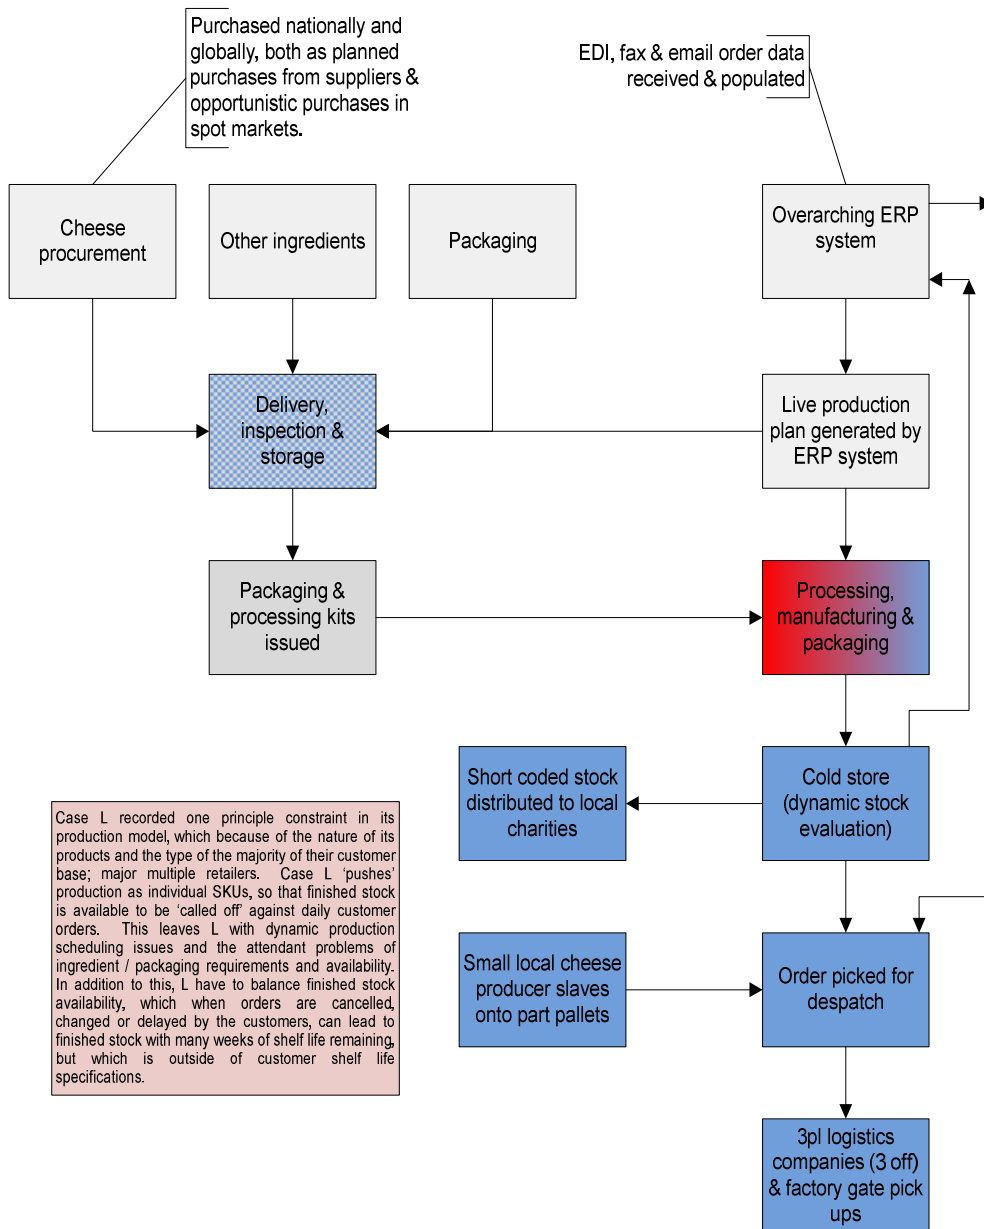 Purchased nationally and
globally, both as planned
purchases from suppliers &
opportunistic purchases in
spot markets.
EDI, fax & email order data
received & populated
Cheese
procurement
Other ingredients
Packaging
Overarching ERP
system
Delivery,
inspection &
storage
Live production
plan generated by
ERP system
Packaging &
processing kits
issued
Processing,
manufacturing &
packaging
Short coded stock
distributed to local
charities
Cold store
(dynamic stock
evaluation)
Case L recorded one principle constraint in its
production model, which because of the nature of its
products and the type of the majority of their customer
base; major multiple retailers. Case L ‘pushes’
production as individual SKUs, so that finished stock
is available to be ‘called off’ against daily customer
orders. This leaves L with dynamic production
scheduling issues and the attendant problems of
ingredient / packaging requirements and availability.
In addition to this, L have to balance finished stock
availability, which when orders are cancelled,
changed or delayed by the customers, can lead to
finished stock with many weeks of shelf life remaining,
but which is outside of customer shelf life
specifications.
Small local cheese
producer slaves
onto part pallets
Order picked for
despatch
3pl logistics
companies (3 off)
& factory gate pick
ups